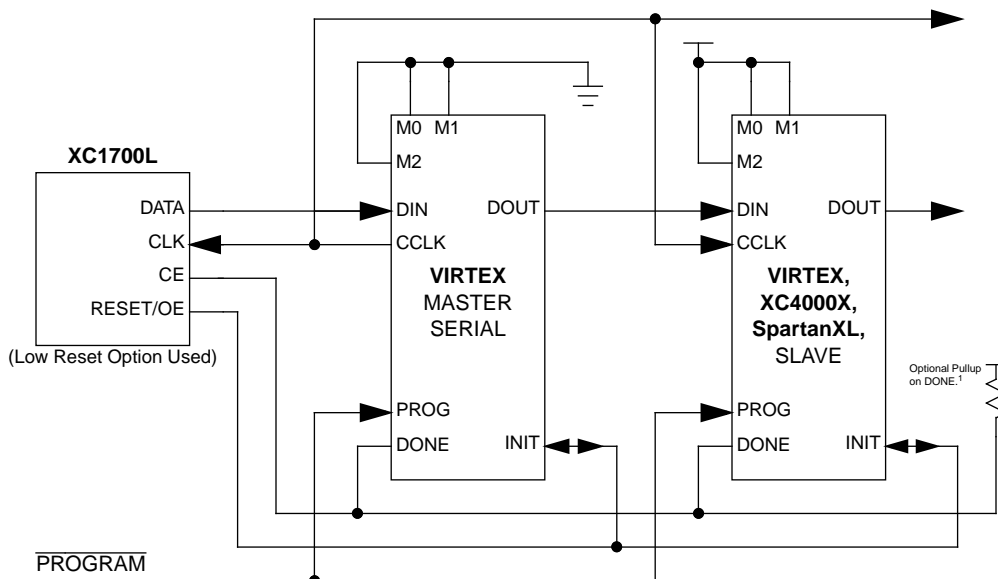 M0 M1
M2
M0 M1
M2
XC1700L
DATA
CLK
CE
RESET/OE
(Low Reset Option Used)
DIN
DOUT
CCLK
VIRTEX
MASTER
SERIAL
PROG
DONE
INIT
DIN
DOUT
CCLK
VIRTEX,
XC4000X,
SpartanXL,
SLAVE
PROG
DONE
INIT
Optional Pullup
on DONE.1
PROGRAM